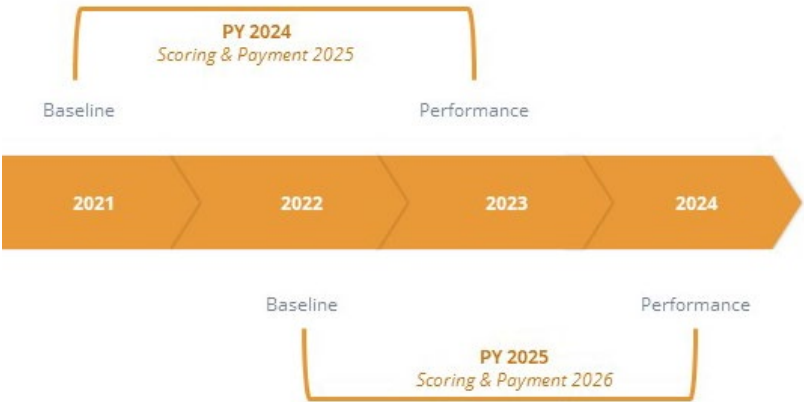 PY 2024
Scoring & Payment 2025
Baseline Performance
2021 2022 2023 2024
Baseline Performance
PY 2025
Scoring & Payment 2026